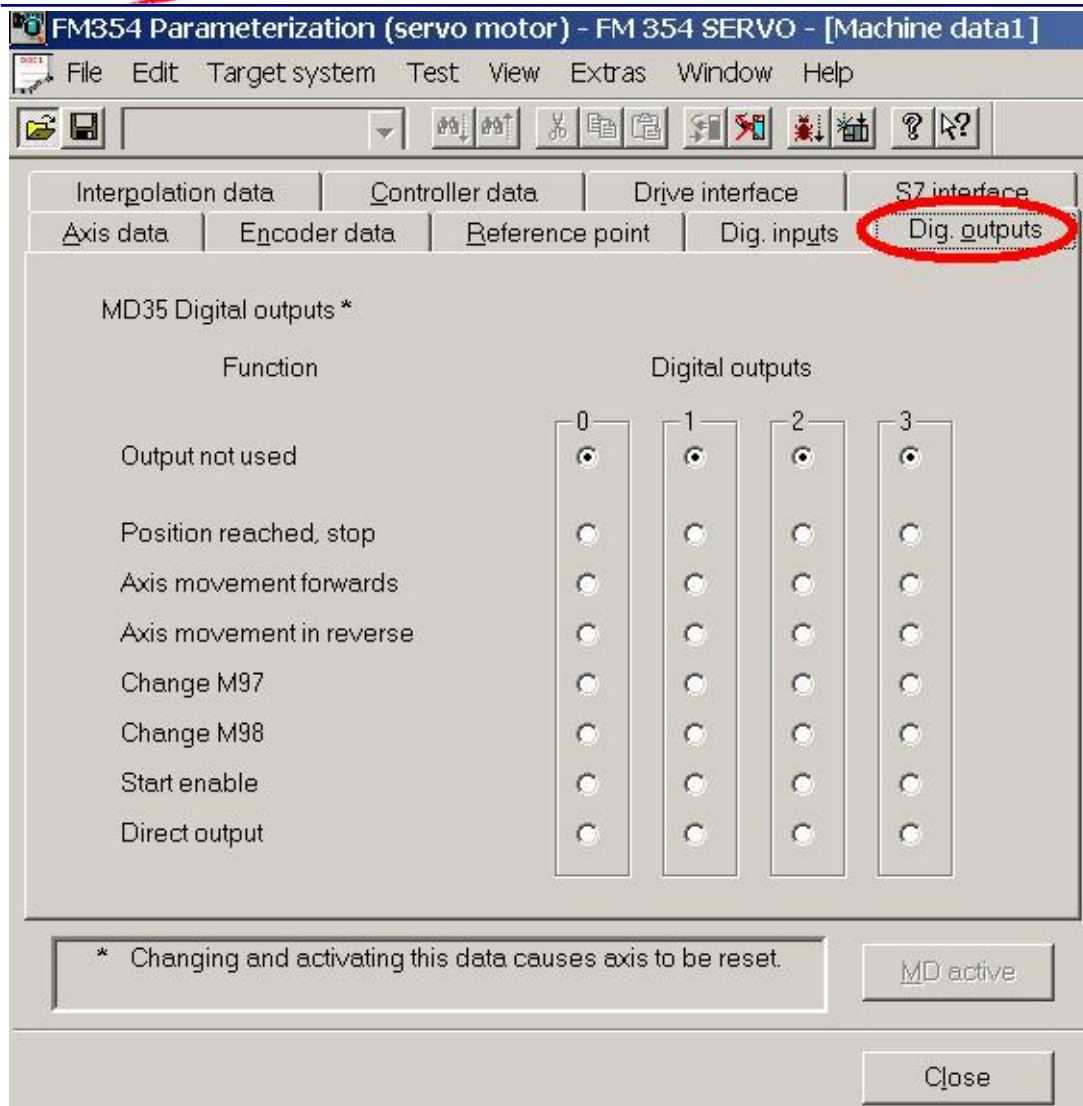 FM354 Parameterization (servo motor) - FM 354 SERVO - [Machine data1]
File Edit Target system Test View Extras Window Help
Interpolation data Controller data Drive interface S7 interface
Axis data Encoder data Reference point Dig. inputs Dig. outputs
MD35 Digital outputs *
Function Digital outputs
0 1 2 3
Output not used
Position reached, stop
Axis movement forwards
Axis movement in reverse
Change M97
Change M98
Start enable
Direct output
* Changing and activating this data causes axis to be reset.
MD active
Close